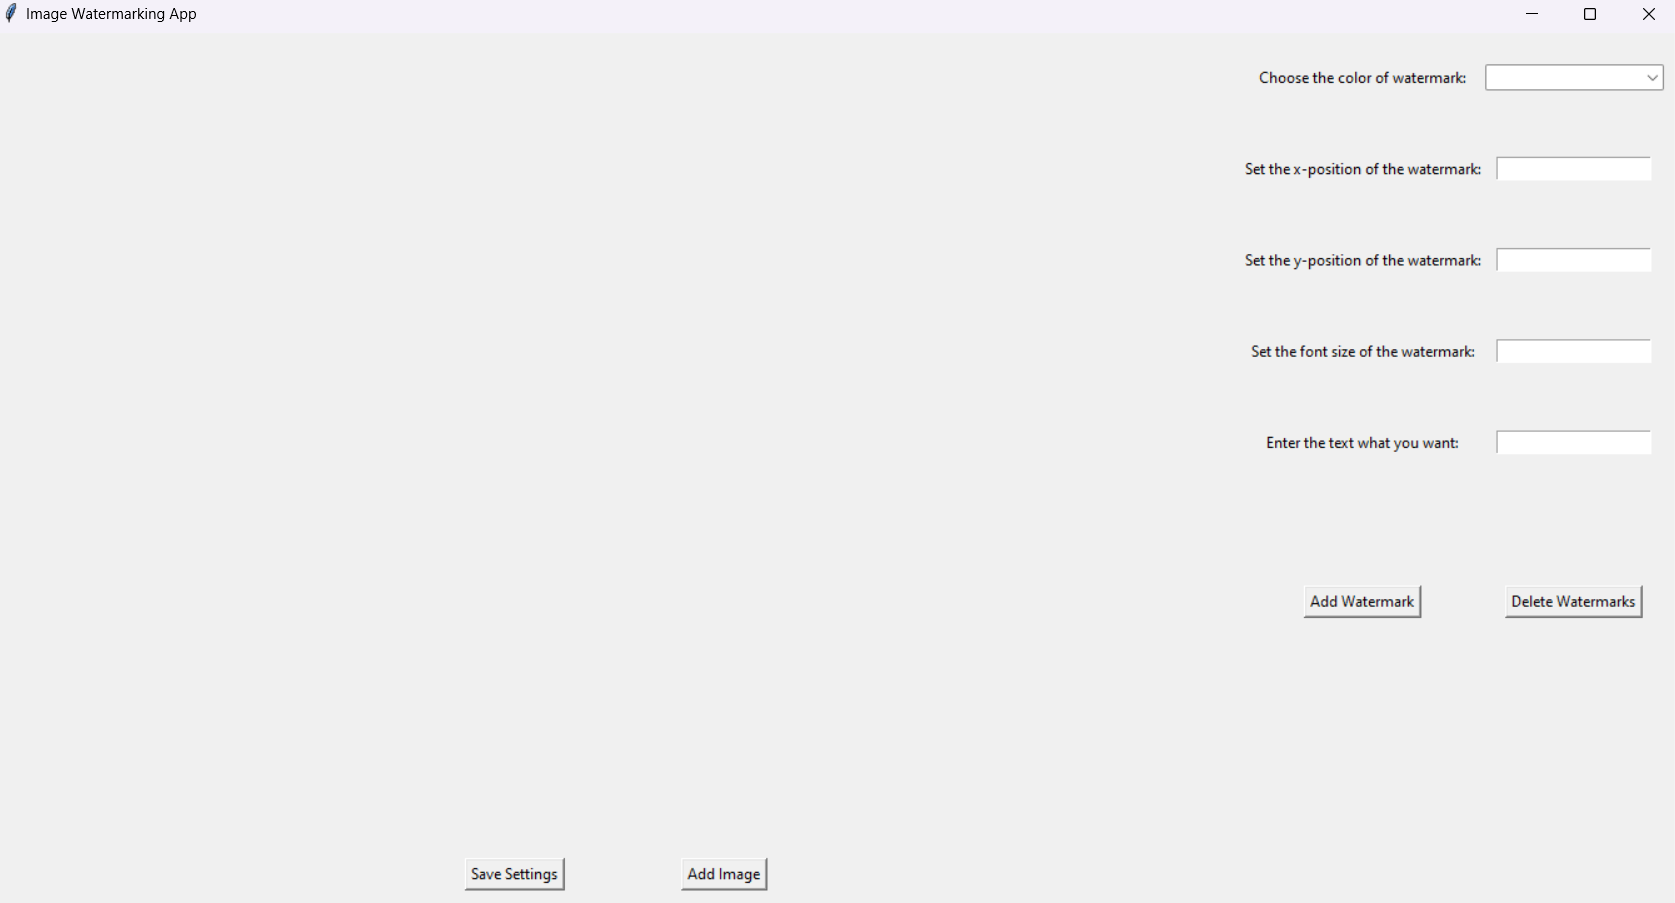 Image Watermarking App
Choose the color of watermark:
Set the x-position of the watermark:
Set the y-position of the watermark:
Set the font size of the watermark:
Enter the text what you want:
Add Watermark Delete Watermarks
Save Settings Add Image